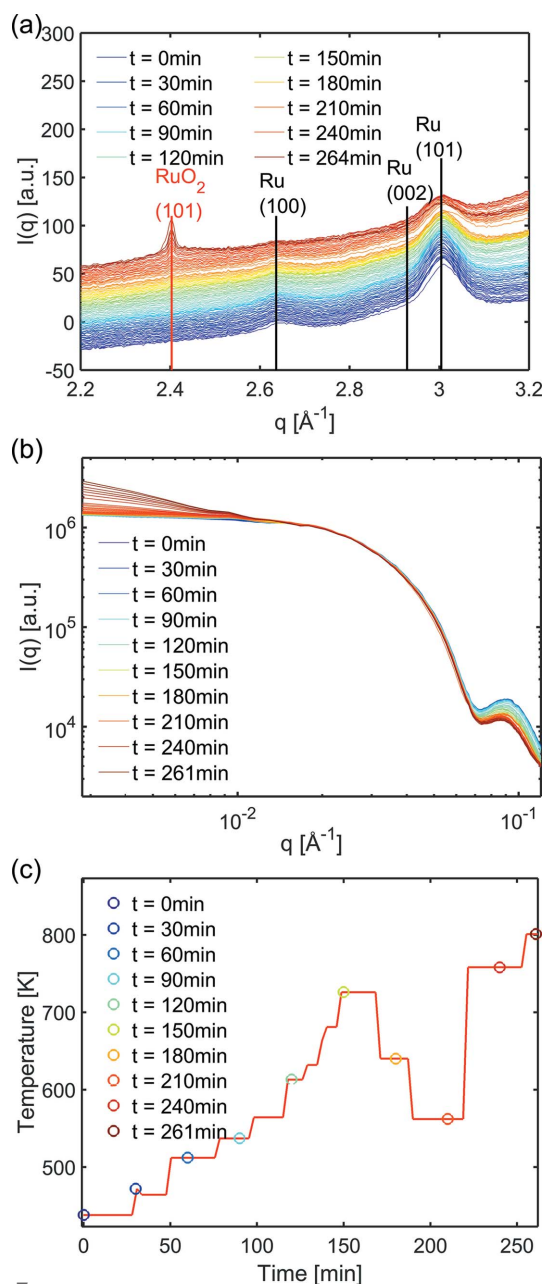 (a)
300
250
200
150
100
50
0
-50
I(q) [a.u.]
t = 0min
t = 30min
t = 60min
t = 90min
t = 120min
t = 150min
t = 180min
t = 210min
t = 240min
t = 264min
RuO2
(101)
Ru
(100)
Ru
(002)
Ru
(101)
2.2 2.4 2.6 2.8 3 3.2
q [Å-1]
(b)
10^6
10^5
10^4
I(q) [a.u.]
t = 0min
t = 30min
t = 60min
t = 90min
t = 120min
t = 150min
t = 180min
t = 210min
t = 240min
t = 261min
10^-2 10^-1
q [Å-1]
(c)
800
700
600
500
Temperature [K]
t = 0min
t = 30min
t = 60min
t = 90min
t = 120min
t = 150min
t = 180min
t = 210min
t = 240min
t = 261min
0 50 100 150 200 250
Time [min]